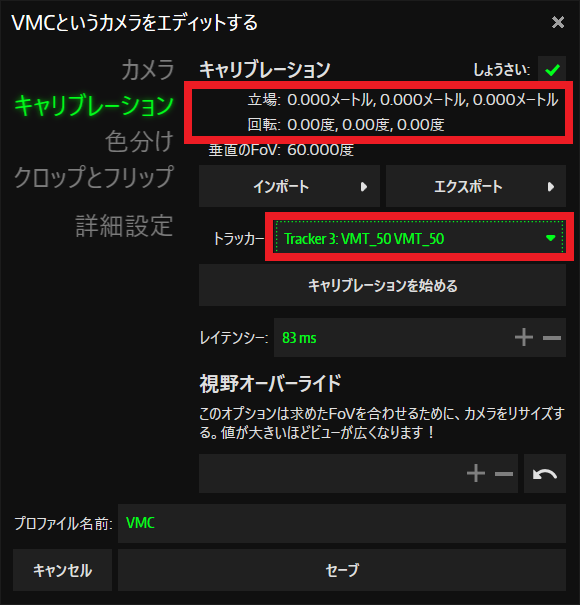 VMCというカメラをエディットする
カメラ
キャリブレーション
色分け
クロップとフリップ
詳細設定
キャリブレーション
しょうさい:
立場: 0.000メートル, 0.000メートル, 0.000メートル
回転: 0.00度, 0.00度, 0.00度
垂直のFoV: 60.000度
インポート
エクスポート
トラッカー
Tracker 3: VMT_50 VMT_50
キャリブレーションを始める
レイテンシー: 83 ms
視野オーバーライド
このオプションは求めたFoVを合わせるために、カメラをリサイズす
る。値が大きいほどビューが広くなります！
プロファイル名前: VMC
キャンセル
セーブ